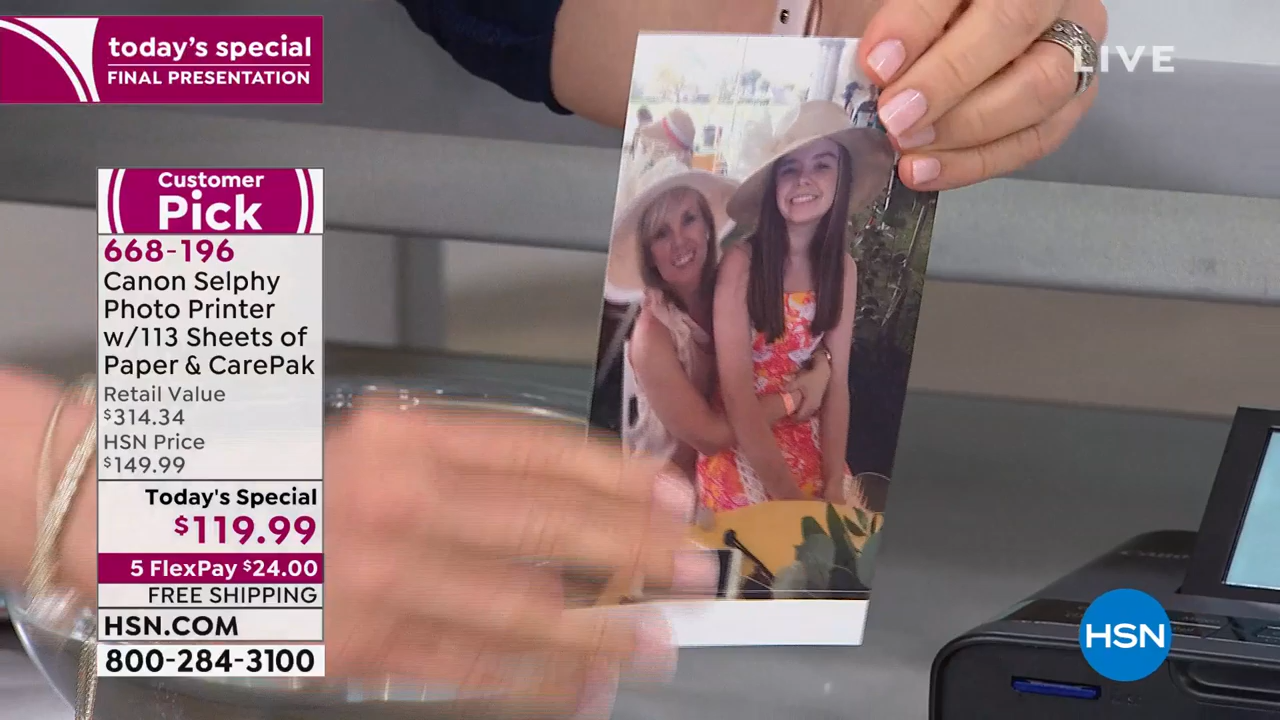 today's special
FINAL PRESENTATION
LIVE
Customer
Pick
668-196
Canon Selphy
Photo Printer
w/113 Sheets of
Paper & CarePak
Retail Value
$314.34
HSN Price
$149.99
Today's Special
$119.99
5 FlexPay $24.00
FREE SHIPPING
HSN.COM
800-284-3100
HSN